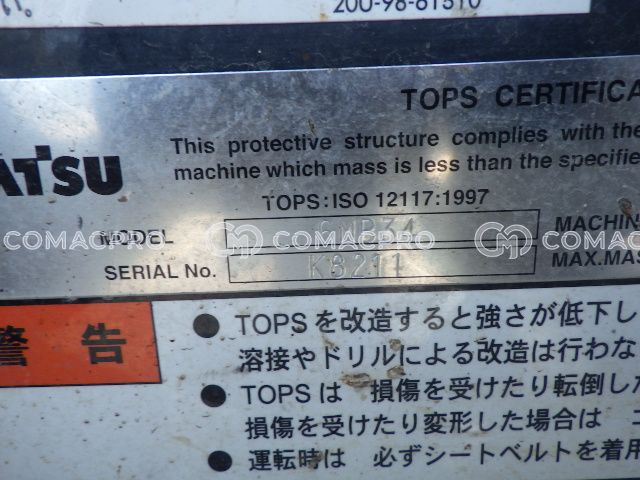 い。
200-98-61510
TOPS CERTIFICA
This protective structure complies with the
ATSU
machine which mass is less than the specifie
TOPS:ISO 12117:1997
MODEL MACHIN
COMACPRO COMACPRO COMACPRO
SERIAL No. K8211 MAX.MAS
● TOPSを改造すると強さが低下し
警告
溶接やドリルによる改造は行わな
● TOPSは 損傷を受けたり転倒した
損傷を受けたり変形した場合は
● 運転時は 必ずシートベルトを着用